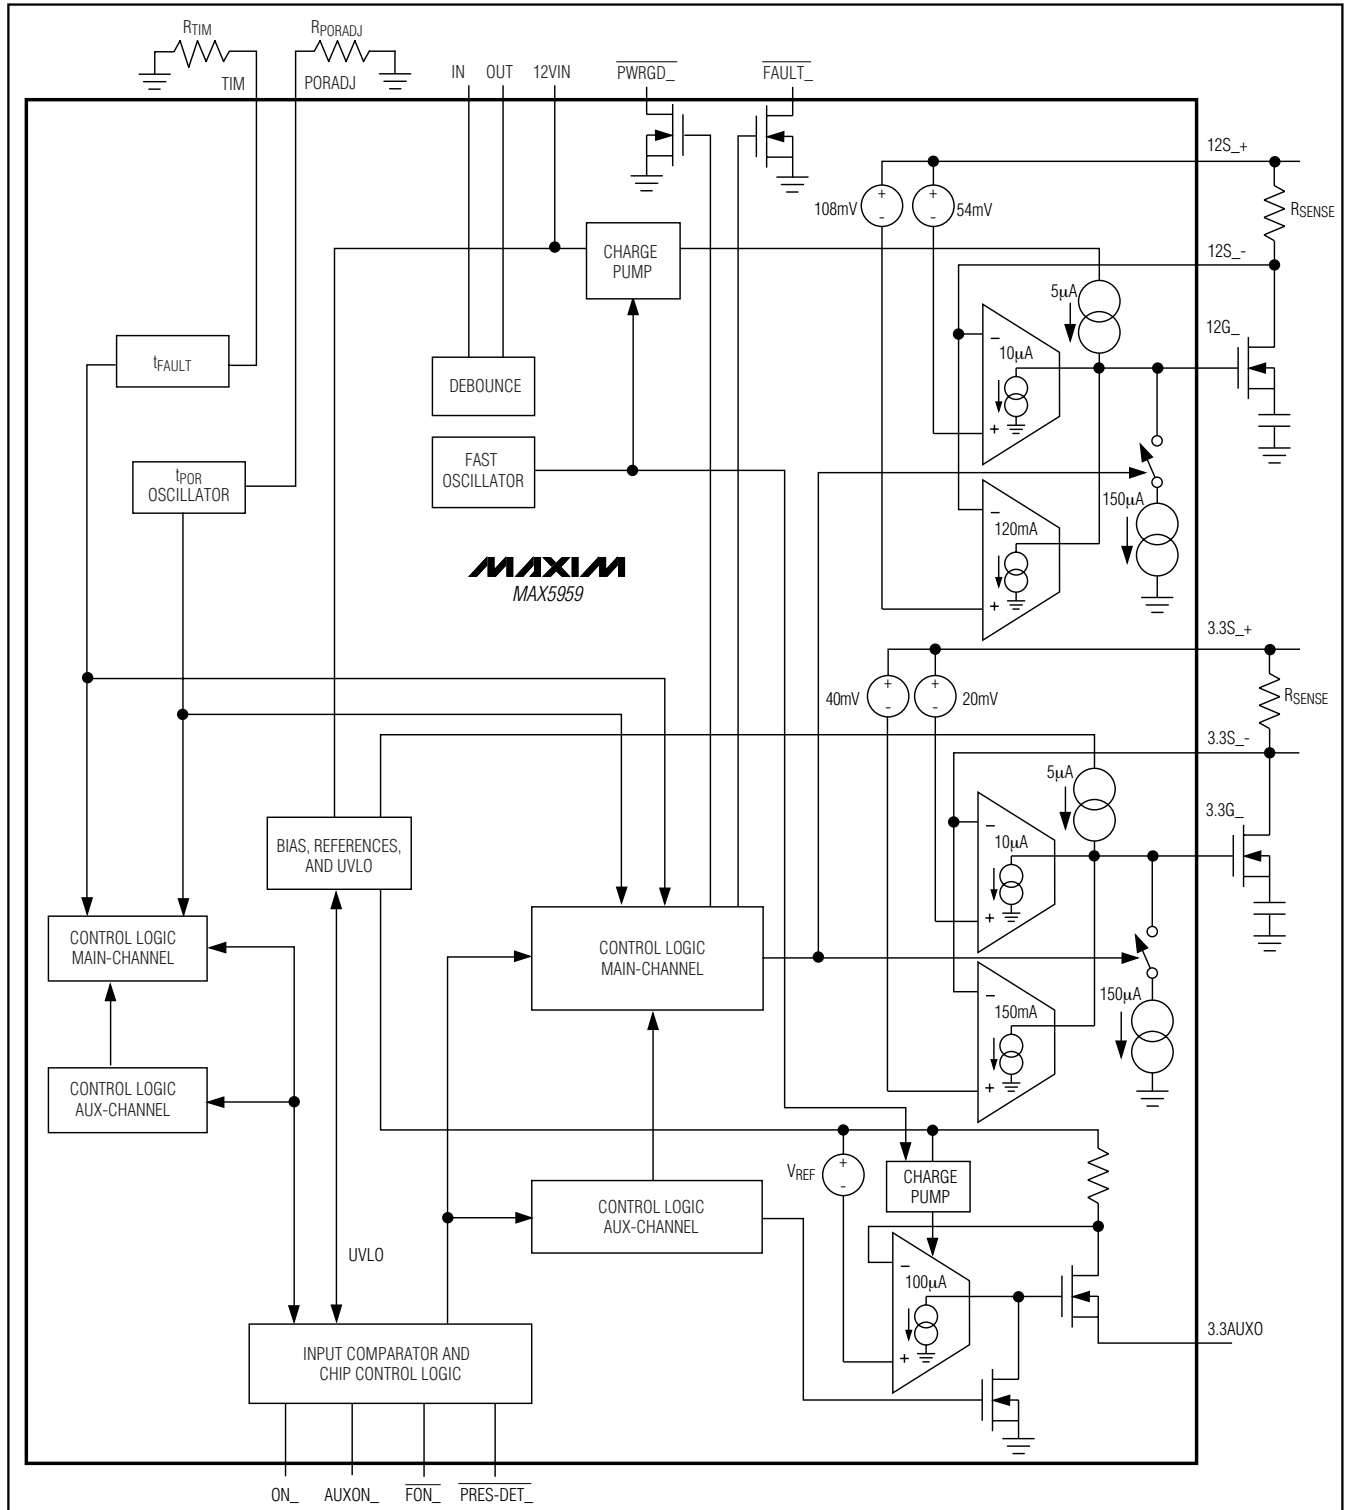 RTIM
RPORADJ
TIM
PORADJ
IN
OUT
12VIN
PWRGD_
FAULT_
12S_+
108mV
+
-
+
-
54mV
RSENSE
CHARGE
PUMP
12S_-
5µA
12G_
tFAULT
-
10µA
+
DEBOUNCE
FAST
OSCILLATOR
tPOR
OSCILLATOR
150µA
-
120mA
+
MAXIM
MAX5959
3.3S_+
40mV
+
-
+
-
20mV
RSENSE
3.3S_-
5µA
3.3G_
BIAS, REFERENCES,
AND UVLO
-
10µA
+
CONTROL LOGIC
MAIN-CHANNEL
CONTROL LOGIC
MAIN-CHANNEL
150µA
-
150mA
+
CONTROL LOGIC
AUX-CHANNEL
VREF
+
-
CHARGE
PUMP
CONTROL LOGIC
AUX-CHANNEL
UVLO
-
100µA
+
3.3AUXO
INPUT COMPARATOR AND
CHIP CONTROL LOGIC
ON_
AUXON_
FON_
PRES-DET_